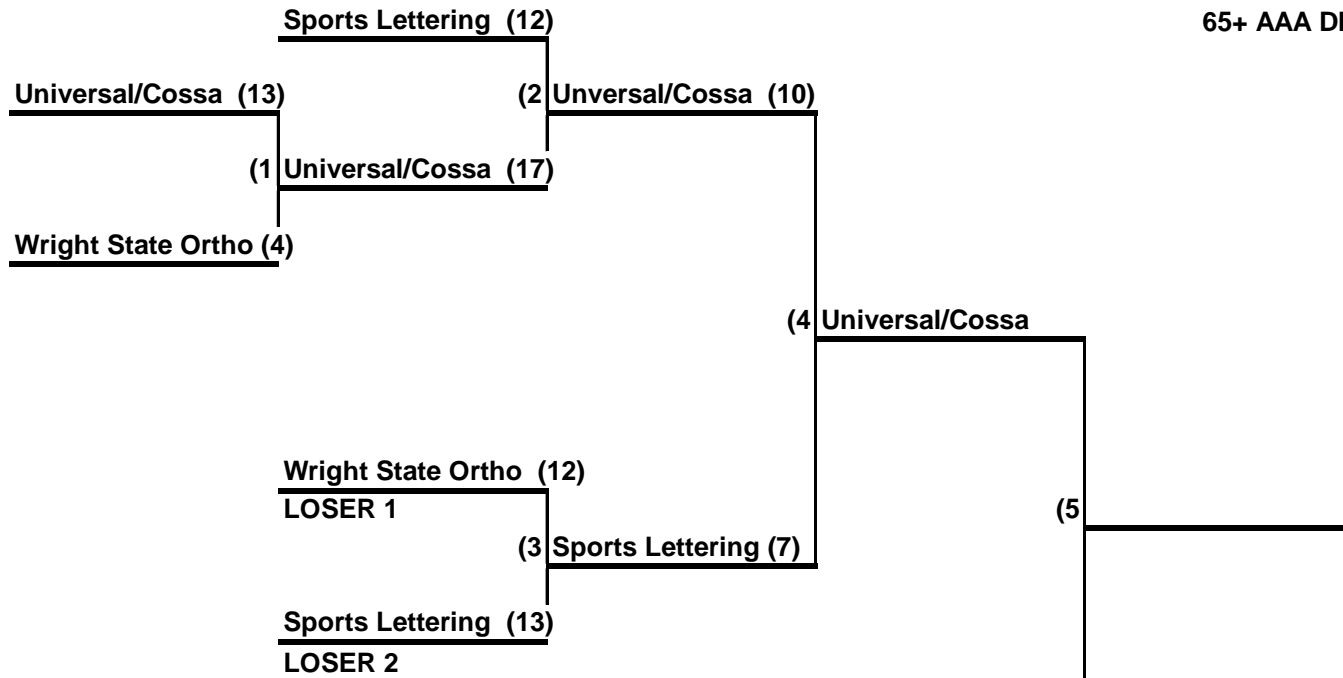 Sports Lettering (12)
65+ AAA DI
Universal/Cossa (13)
(2 Unversal/Cossa (10)
(1 Universal/Cossa (17)
Wright State Ortho (4)
(4 Universal/Cossa
Wright State Ortho (12)
LOSER 1
(5
(3 Sports Lettering (7)
Sports Lettering (13)
LOSER 2